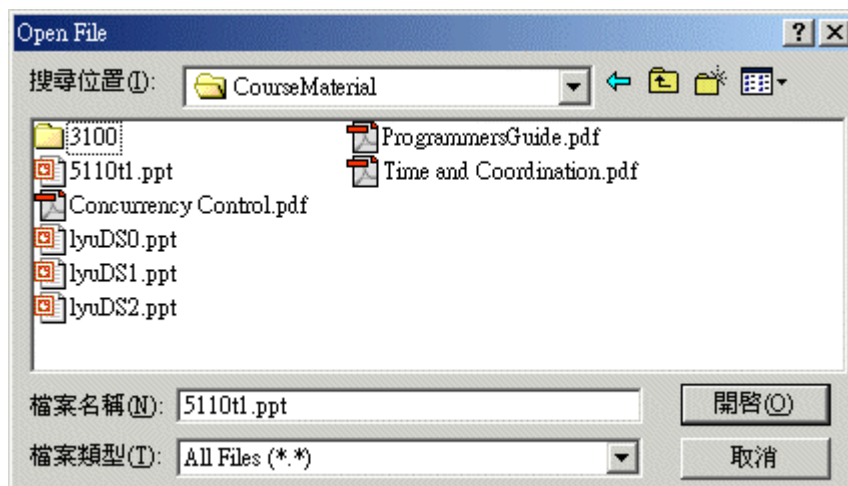 Open File
搜尋位置(I): CourseMaterial
3100
5110t1.ppt
Concurrency Control.pdf
lyuDS0.ppt
lyuDS1.ppt
lyuDS2.ppt
ProgrammersGuide.pdf
Time and Coordination.pdf
檔案名稱(N): 5110t1.ppt
開啓(O)
檔案類型(T): All Files (*.*)
取消